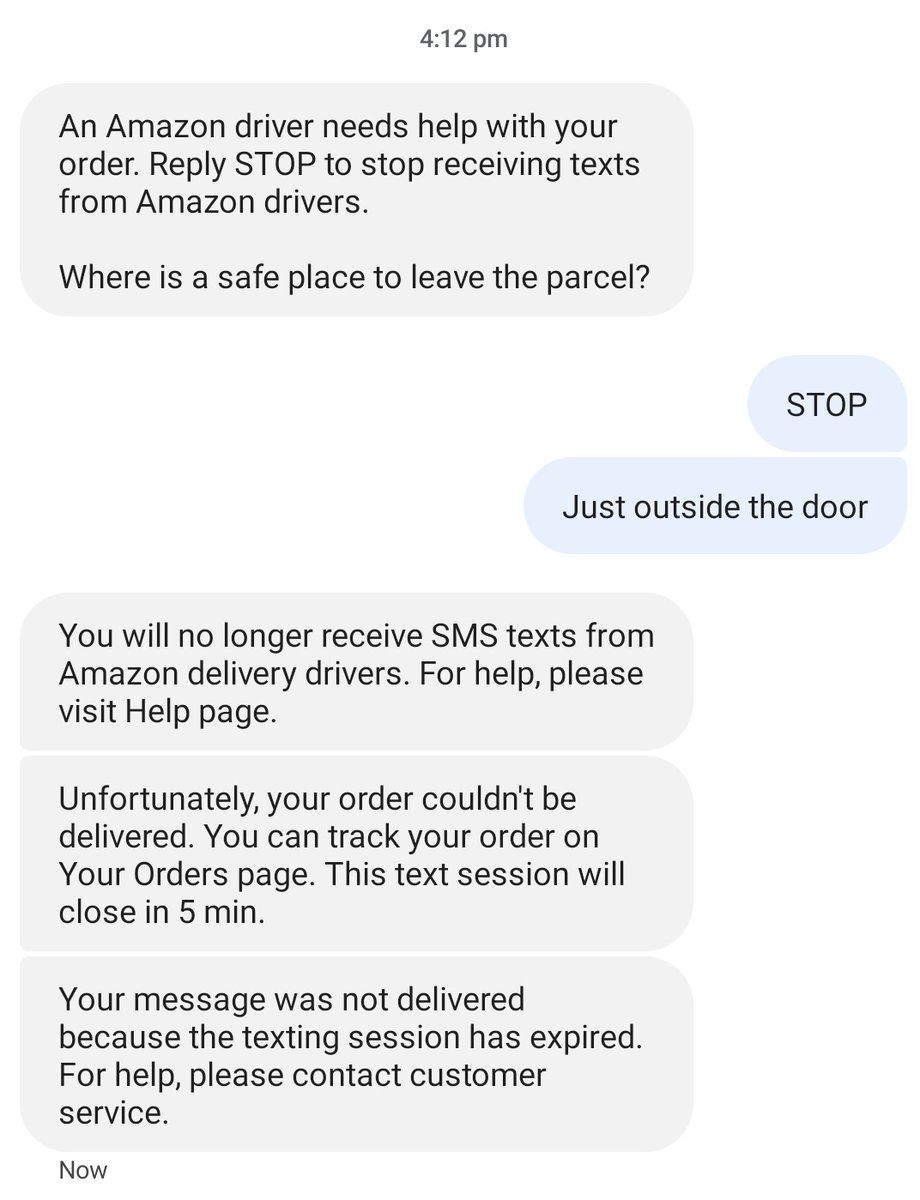 4:12 pm
An Amazon driver needs help with your
order. Reply STOP to stop receiving texts
from Amazon drivers.
Where is a safe place to leave the parcel?
STOP
Just outside the door
You will no longer receive SMS texts from
Amazon delivery drivers. For help, please
visit Help page.
Unfortunately, your order couldn't be
delivered. You can track your order on
Your Orders page. This text session will
close in 5 min.
Your message was not delivered
because the texting session has expired.
For help, please contact customer
service.
Now